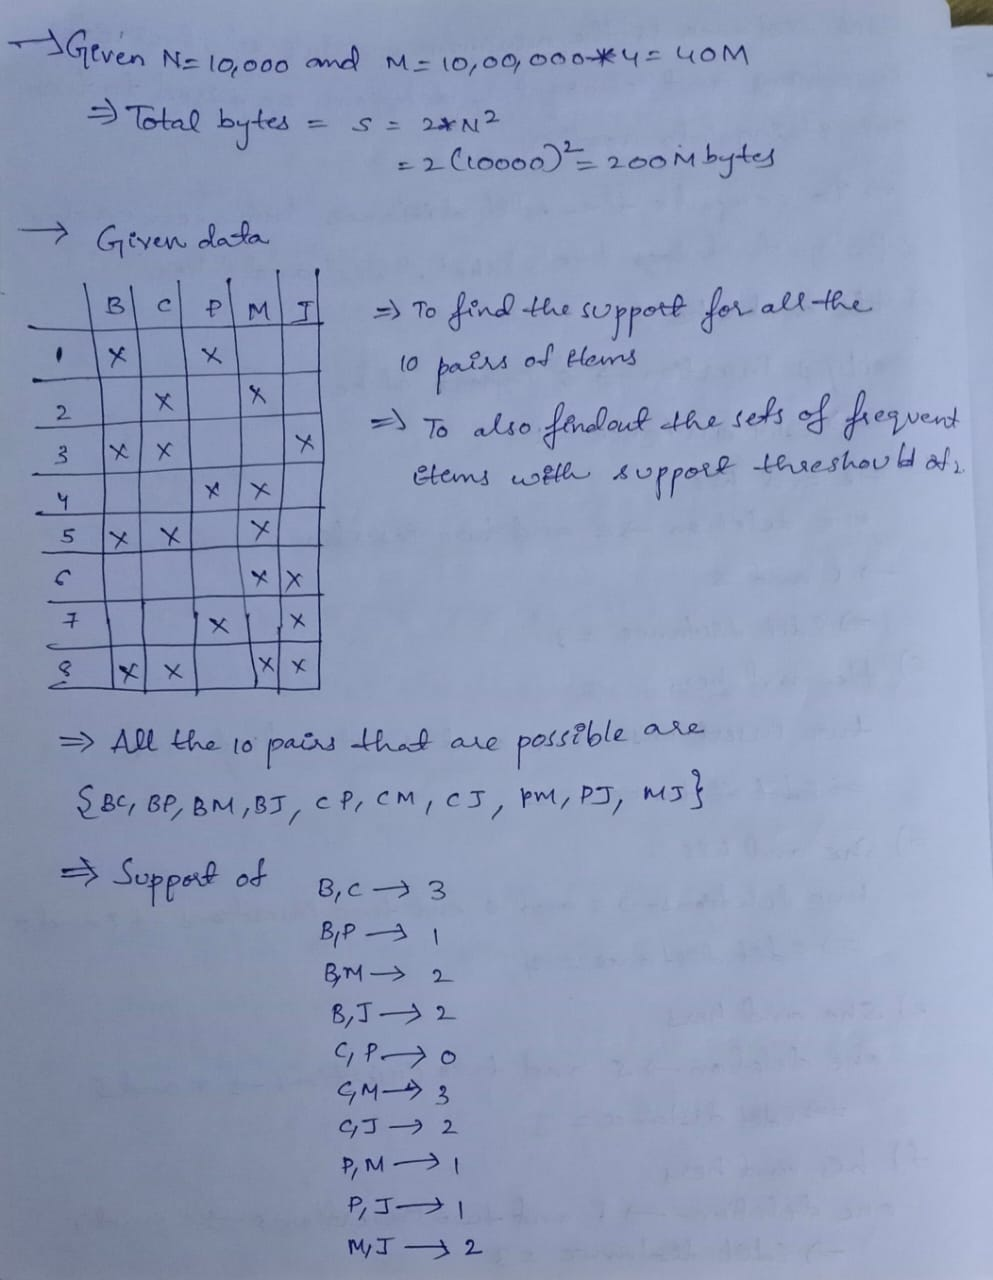 → Given N=10,000 and M=10,00,000*4=40M
⇒ Total bytes = S = 2*N²
= 2(10000)² = 200M bytes
→ Given data
B C P M J
1 x x
2 x x
3 x x x
4 x x
5 x x x
6 x x
7 x x
8 x x x x
⇒ To find the support for all the
10 pairs of items
⇒ To also findout the sets of frequent
items with support threshould of 2
⇒ All the 10 pairs that are possible are
{BC, BP, BM, BJ, CP, CM, CJ, PM, PJ, MJ}
⇒ Support of
B,C → 3
B,P → 1
B,M → 2
B,J → 2
C,P → 0
C,M → 3
C,J → 2
P,M → 1
P,J → 1
M,J → 2